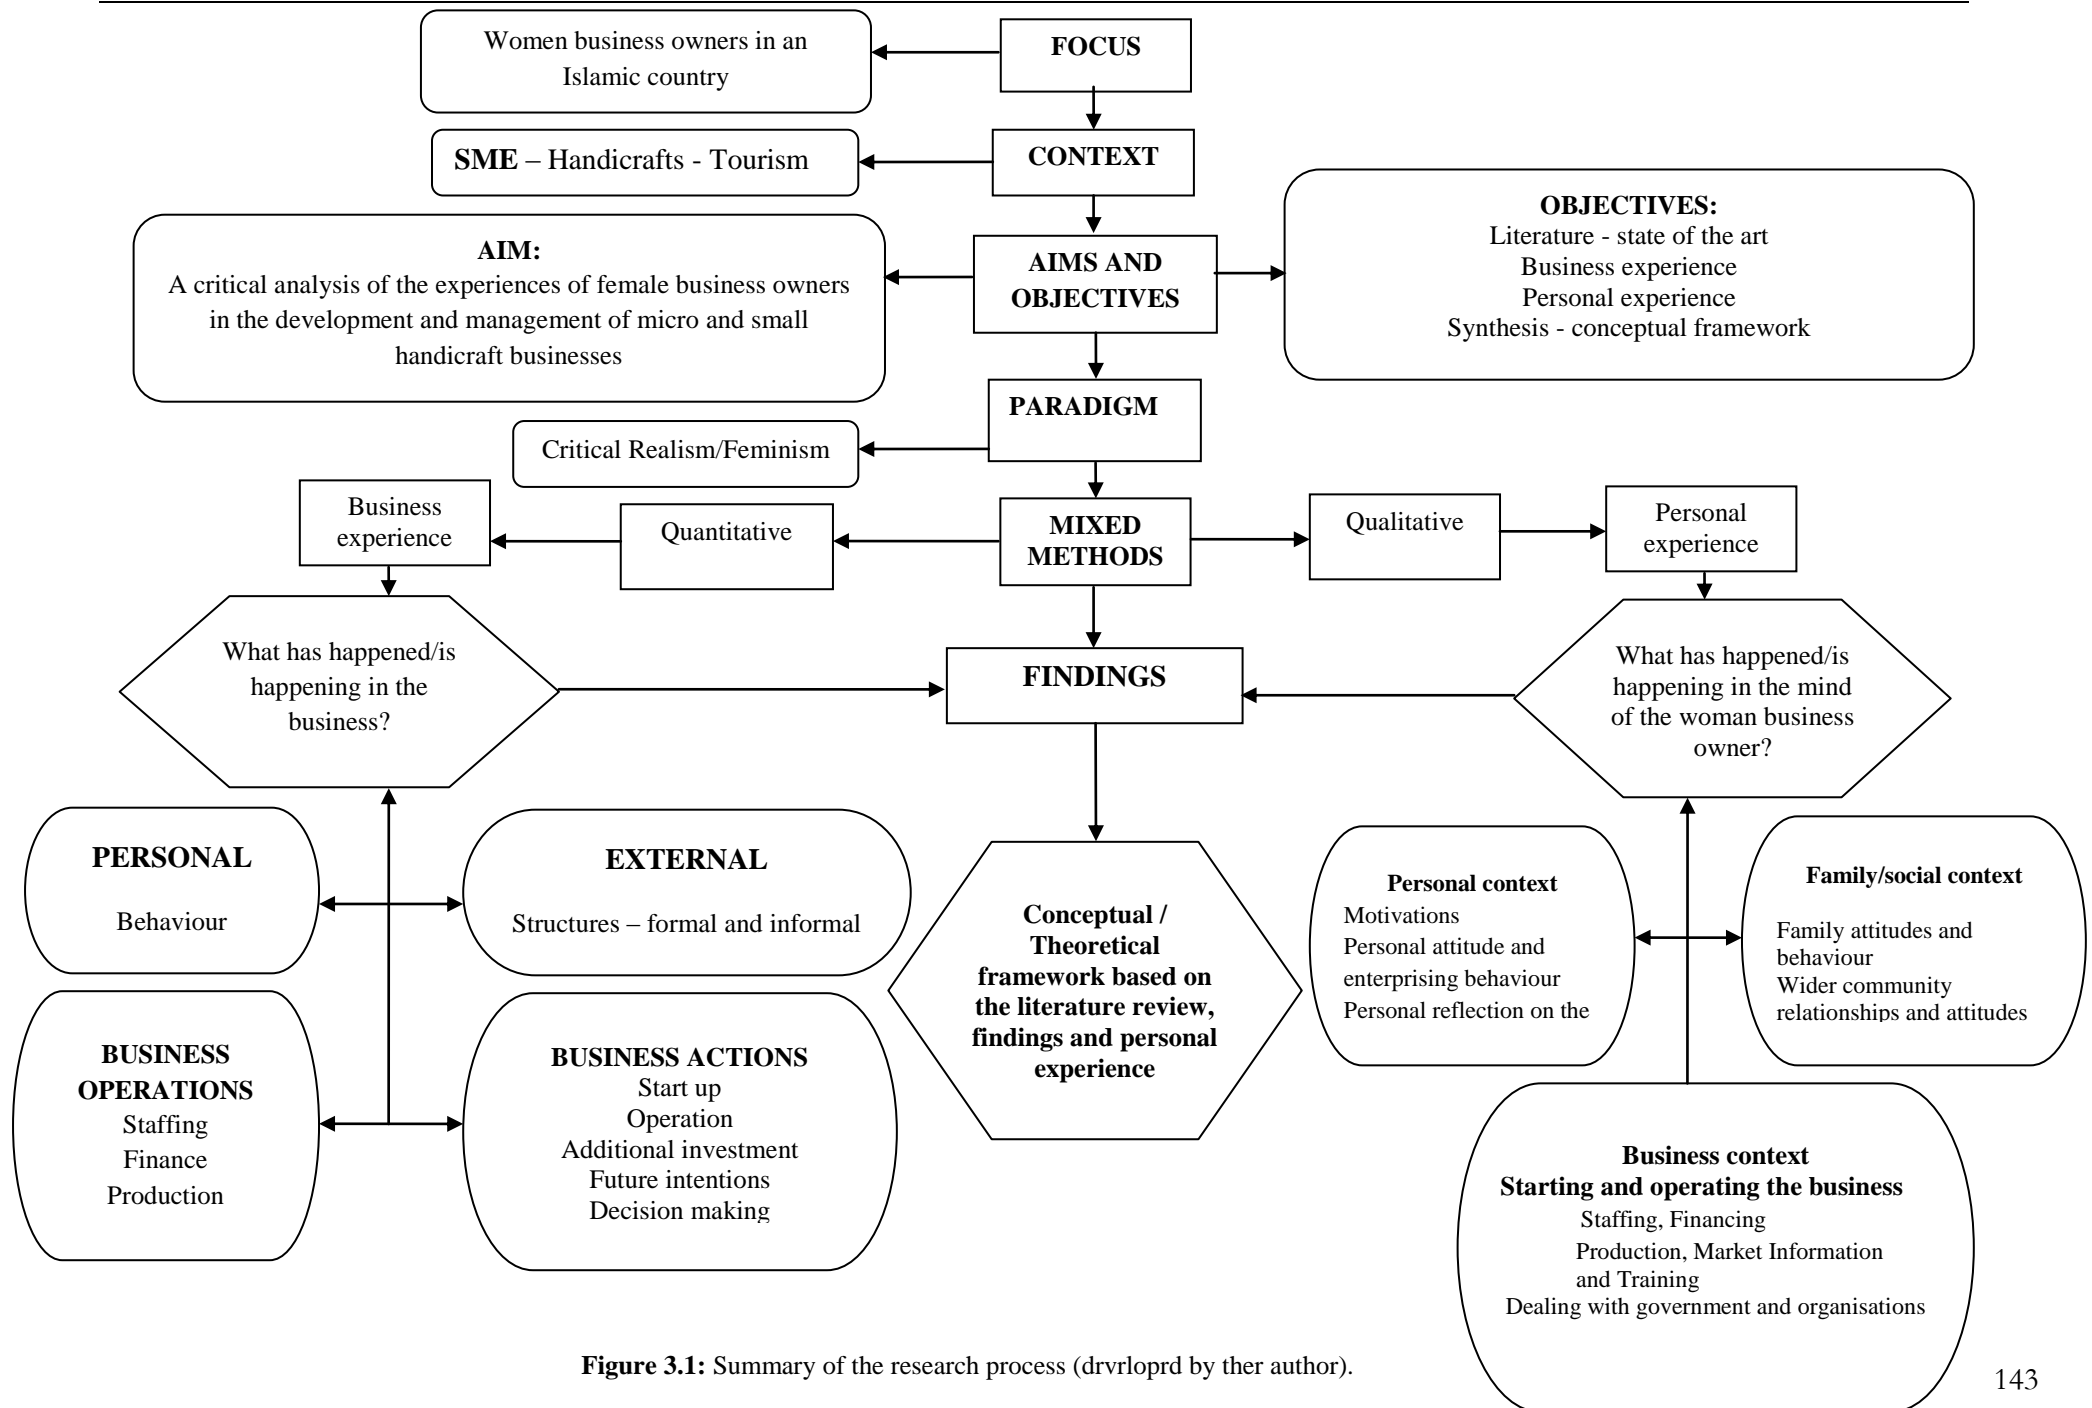 Women business owners in an
Islamic country
FOCUS
SME – Handicrafts - Tourism
CONTEXT
AIM:
A critical analysis of the experiences of female business owners
in the development and management of micro and small
handicraft businesses
AIMS AND
OBJECTIVES
OBJECTIVES:
Literature - state of the art
Business experience
Personal experience
Synthesis - conceptual framework
PARADIGM
Critical Realism/Feminism
Business
experience
Quantitative
MIXED
METHODS
Qualitative
Personal
experience
What has happened/is
happening in the
business?
FINDINGS
What has happened/is
happening in the mind
of the woman business
owner?
PERSONAL
Behaviour
EXTERNAL
Structures – formal and informal
BUSINESS
OPERATIONS
Staffing
Finance
Production
BUSINESS ACTIONS
Start up
Operation
Additional investment
Future intentions
Decision making
Conceptual /
Theoretical
framework based on
the literature review,
findings and personal
experience
Personal context
Motivations
Personal attitude and
enterprising behaviour
Personal reflection on the
Family/social context
Family attitudes and
behaviour
Wider community
relationships and attitudes
Business context
Starting and operating the business
Staffing, Financing
Production, Market Information
and Training
Dealing with government and organisations
Figure 3.1: Summary of the research process (drvrloprd by ther author).
143